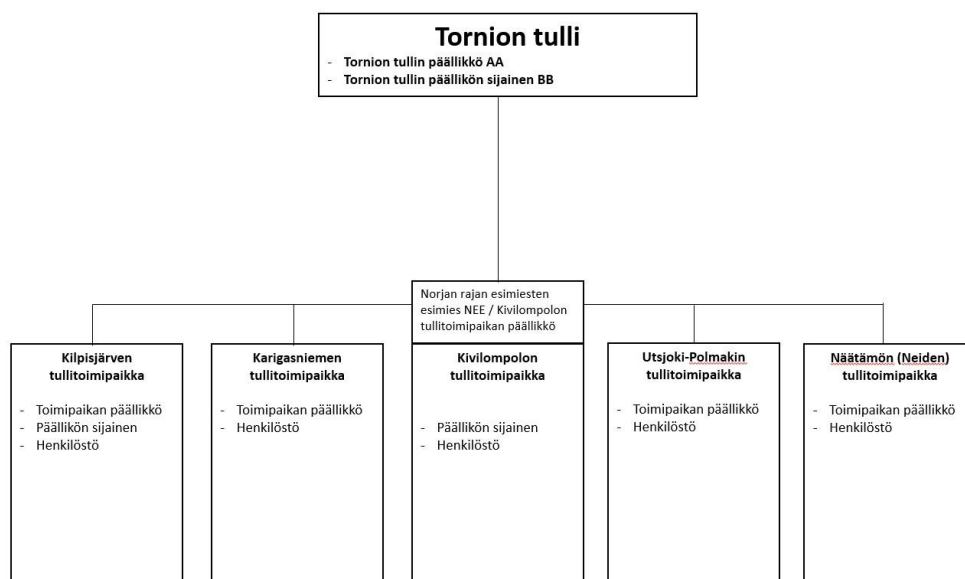 Tornion tulli
- Tornion tullin päällikkö AA
- Tornion tullin päällikön sijainen BB
Norjan rajan esimiesten
esimies NEE / Kivilompolon
tullitoimipaikan päällikkö
Kilpisjärven
tullitoimipaikka
- Toimipaikan päällikkö
- Päällikön sijainen
- Henkilöstö
Karigasniemen
tullitoimipaikka
- Toimipaikan päällikkö
- Henkilöstö
Kivilompolon
tullitoimipaikka
- Päällikön sijainen
- Henkilöstö
Utsjoki-Polmakin
tullitoimipaikka
- Toimipaikan päällikkö
- Henkilöstö
Näätämön (Neiden)
tullitoimipaikka
- Toimipaikan päällikkö
- Henkilöstö